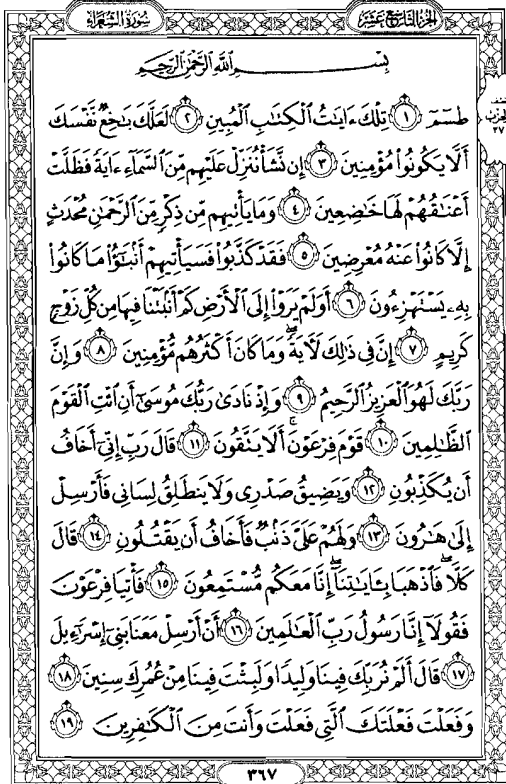 الجزء التاسع عشر
سورة الشعراء
بِسْمِ اللَّهِ الرَّحْمَٰنِ الرَّحِيمِ
طسٓمٓ ١ تِلْكَ ءَايَٰتُ ٱلْكِتَٰبِ ٱلْمُبِينِ ٢ لَعَلَّكَ بَٰخِعٌ نَّفْسَكَ
أَلَّا يَكُونُوا۟ مُؤْمِنِينَ ٣ إِن نَّشَأْ نُنَزِّلْ عَلَيْهِم مِّنَ ٱلسَّمَآءِ ءَايَةً فَظَلَّتْ
أَعْنَٰقُهُمْ لَهَا خَٰضِعِينَ ٤ وَمَا يَأْتِيهِم مِّن ذِكْرٍ مِّنَ ٱلرَّحْمَٰنِ مُحْدَثٍ
إِلَّا كَانُوا۟ عَنْهُ مُعْرِضِينَ ٥ فَقَدْ كَذَّبُوا۟ فَسَيَأْتِيهِمْ أَنۢبَٰٓؤُا۟ مَا كَانُوا۟
بِهِۦ يَسْتَهْزِءُونَ ٦ أَوَلَمْ يَرَوْا۟ إِلَى ٱلْأَرْضِ كَمْ أَنۢبَتْنَا فِيهَا مِن كُلِّ زَوْجٍ
كَرِيمٍ ٧ إِنَّ فِى ذَٰلِكَ لَءَايَةً ۖ وَمَا كَانَ أَكْثَرُهُم مُّؤْمِنِينَ ٨ وَإِنَّ
رَبَّكَ لَهُوَ ٱلْعَزِيزُ ٱلرَّحِيمُ ٩ وَإِذْ نَادَىٰ رَبُّكَ مُوسَىٰٓ أَنِ ٱئْتِ ٱلْقَوْمَ
ٱلظَّٰلِمِينَ ١٠ قَوْمَ فِرْعَوْنَ ۚ أَلَا يَتَّقُونَ ١١ قَالَ رَبِّ إِنِّىٓ أَخَافُ
أَن يُكَذِّبُونِ ١٢ وَيَضِيقُ صَدْرِى وَلَا يَنطَلِقُ لِسَانِى فَأَرْسِلْ
إِلَىٰ هَٰرُونَ ١٣ وَلَهُمْ عَلَىَّ ذَنۢبٌ فَأَخَافُ أَن يَقْتُلُونِ ١٤ قَالَ
كَلَّا ۖ فَٱذْهَبَا بِـَٔايَٰتِنَآ ۖ إِنَّا مَعَكُم مُّسْتَمِعُونَ ١٥ فَأْتِيَا فِرْعَوْنَ
فَقُولَآ إِنَّا رَسُولُ رَبِّ ٱلْعَٰلَمِينَ ١٦ أَنْ أَرْسِلْ مَعَنَا بَنِىٓ إِسْرَٰٓءِيلَ
١٧ قَالَ أَلَمْ نُرَبِّكَ فِينَا وَلِيدًا وَلَبِثْتَ فِينَا مِنْ عُمُرِكَ سِنِينَ ١٨
وَفَعَلْتَ فَعْلَتَكَ ٱلَّتِى فَعَلْتَ وَأَنتَ مِنَ ٱلْكَٰفِرِينَ ١٩
٣٦٧